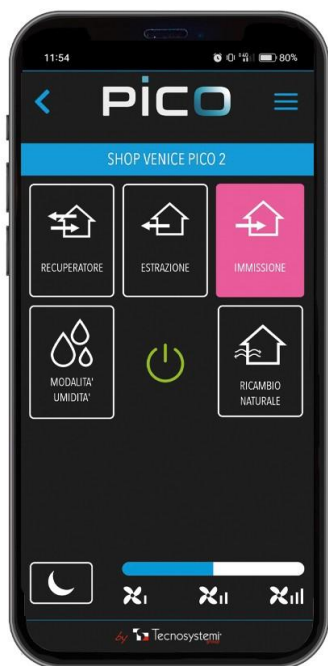 11:54
80%
PICO
SHOP VENICE PICO 2
RECUPERATORE
ESTRAZIONE
IMMISSIONE
MODALITA'
UMIDITA'
RICAMBIO
NATURALE
by Tecnosystemi